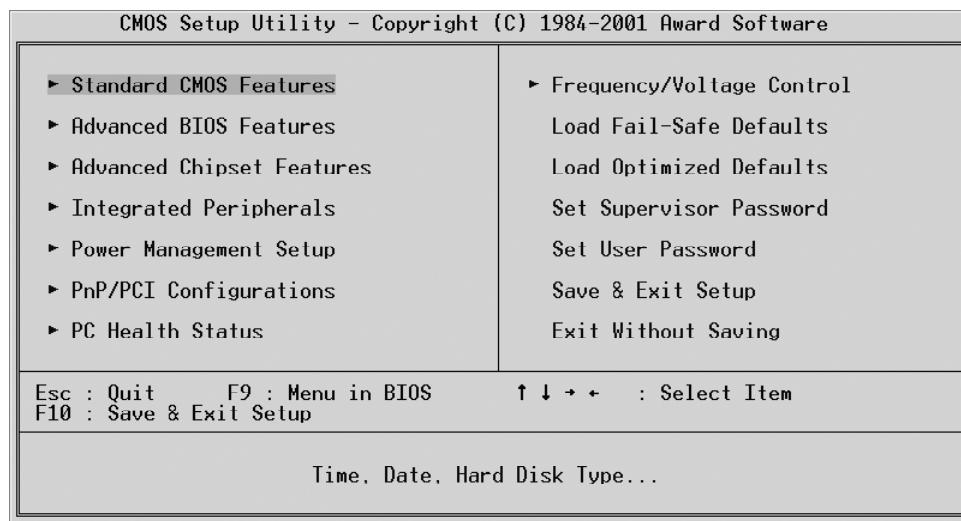 CMOS Setup Utility - Copyright (C) 1984-2001 Award Software
► Standard CMOS Features
► Advanced BIOS Features
► Advanced Chipset Features
► Integrated Peripherals
► Power Management Setup
► PnP/PCI Configurations
► PC Health Status
► Frequency/Voltage Control
Load Fail-Safe Defaults
Load Optimized Defaults
Set Supervisor Password
Set User Password
Save & Exit Setup
Exit Without Saving
Esc : Quit F9 : Menu in BIOS ↑ ↓ → ← : Select Item
F10 : Save & Exit Setup
Time, Date, Hard Disk Type...